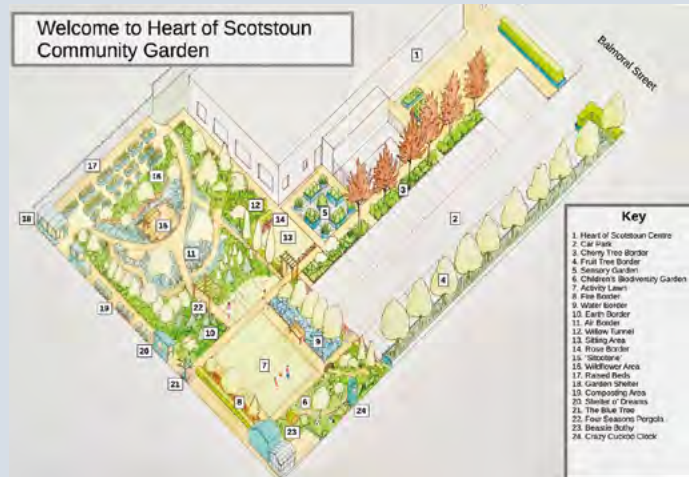 Welcome to Heart of Scotstoun
Community Garden
Balmoral Street
1
17
16
18
12
14
5
3
15
13
2
11
4
22
19
10
9
20
7
21
8
6
24
23
Key
1. Heart of Scotstoun Centre
2. Car Park
3. Cherry Tree Border
4. Fruit Tree Border
5. Sensory Garden
6. Children's Biodiversity Garden
7. Activity Lawn
8. Fire Border
9. Water Border
10. Earth Border
11. Air Border
12. Willow Tunnel
13. Sitting Area
14. Rose Border
15. 'Sitooterie'
16. Wildflower Area
17. Raised Beds
18. Garden Shelter
19. Composting Area
20. Shelter o' Dreams
21. The Blue Tree
22. Four Seasons Pergola
23. Beastie Bothy
24. Crazy Cuckoo Clock